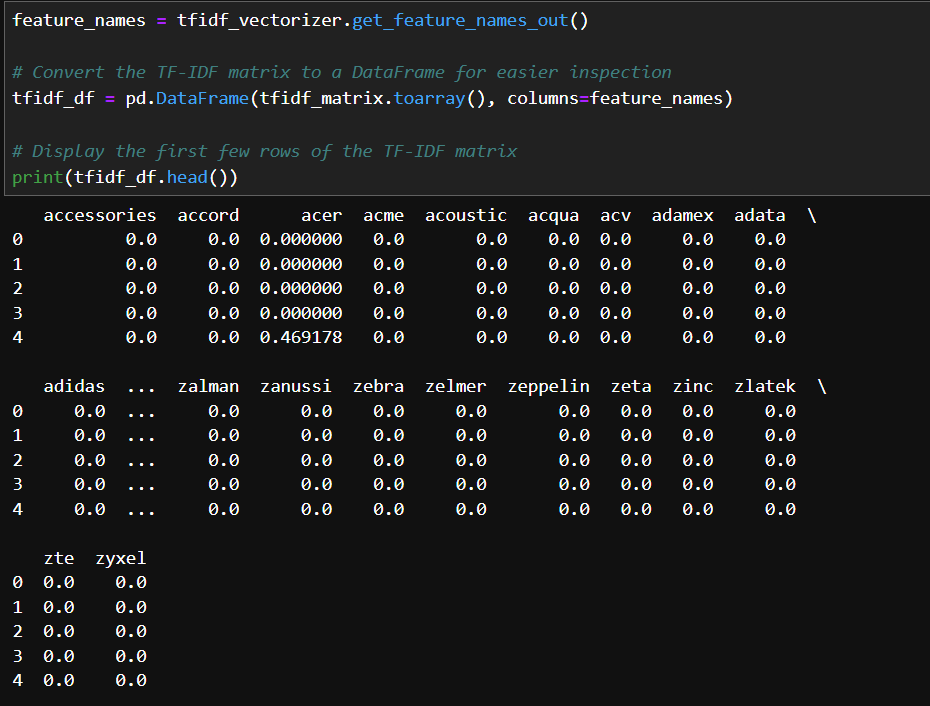 feature_names = tfidf_vectorizer.get_feature_names_out()
# Convert the TF-IDF matrix to a DataFrame for easier inspection
tfidf_df = pd.DataFrame(tfidf_matrix.toarray(), columns=feature_names)
# Display the first few rows of the TF-IDF matrix
print(tfidf_df.head())
accessories accord acer acme acoustic acqua acv adamex adata \
0 0.0 0.0 0.000000 0.0 0.0 0.0 0.0 0.0 0.0
1 0.0 0.0 0.000000 0.0 0.0 0.0 0.0 0.0 0.0
2 0.0 0.0 0.000000 0.0 0.0 0.0 0.0 0.0 0.0
3 0.0 0.0 0.000000 0.0 0.0 0.0 0.0 0.0 0.0
4 0.0 0.0 0.469178 0.0 0.0 0.0 0.0 0.0 0.0
adidas ... zalman zanussi zebra zelmer zeppelin zeta zinc zlatek \
0 0.0 ... 0.0 0.0 0.0 0.0 0.0 0.0 0.0 0.0
1 0.0 ... 0.0 0.0 0.0 0.0 0.0 0.0 0.0 0.0
2 0.0 ... 0.0 0.0 0.0 0.0 0.0 0.0 0.0 0.0
3 0.0 ... 0.0 0.0 0.0 0.0 0.0 0.0 0.0 0.0
4 0.0 ... 0.0 0.0 0.0 0.0 0.0 0.0 0.0 0.0
zte zyxel
0 0.0 0.0
1 0.0 0.0
2 0.0 0.0
3 0.0 0.0
4 0.0 0.0